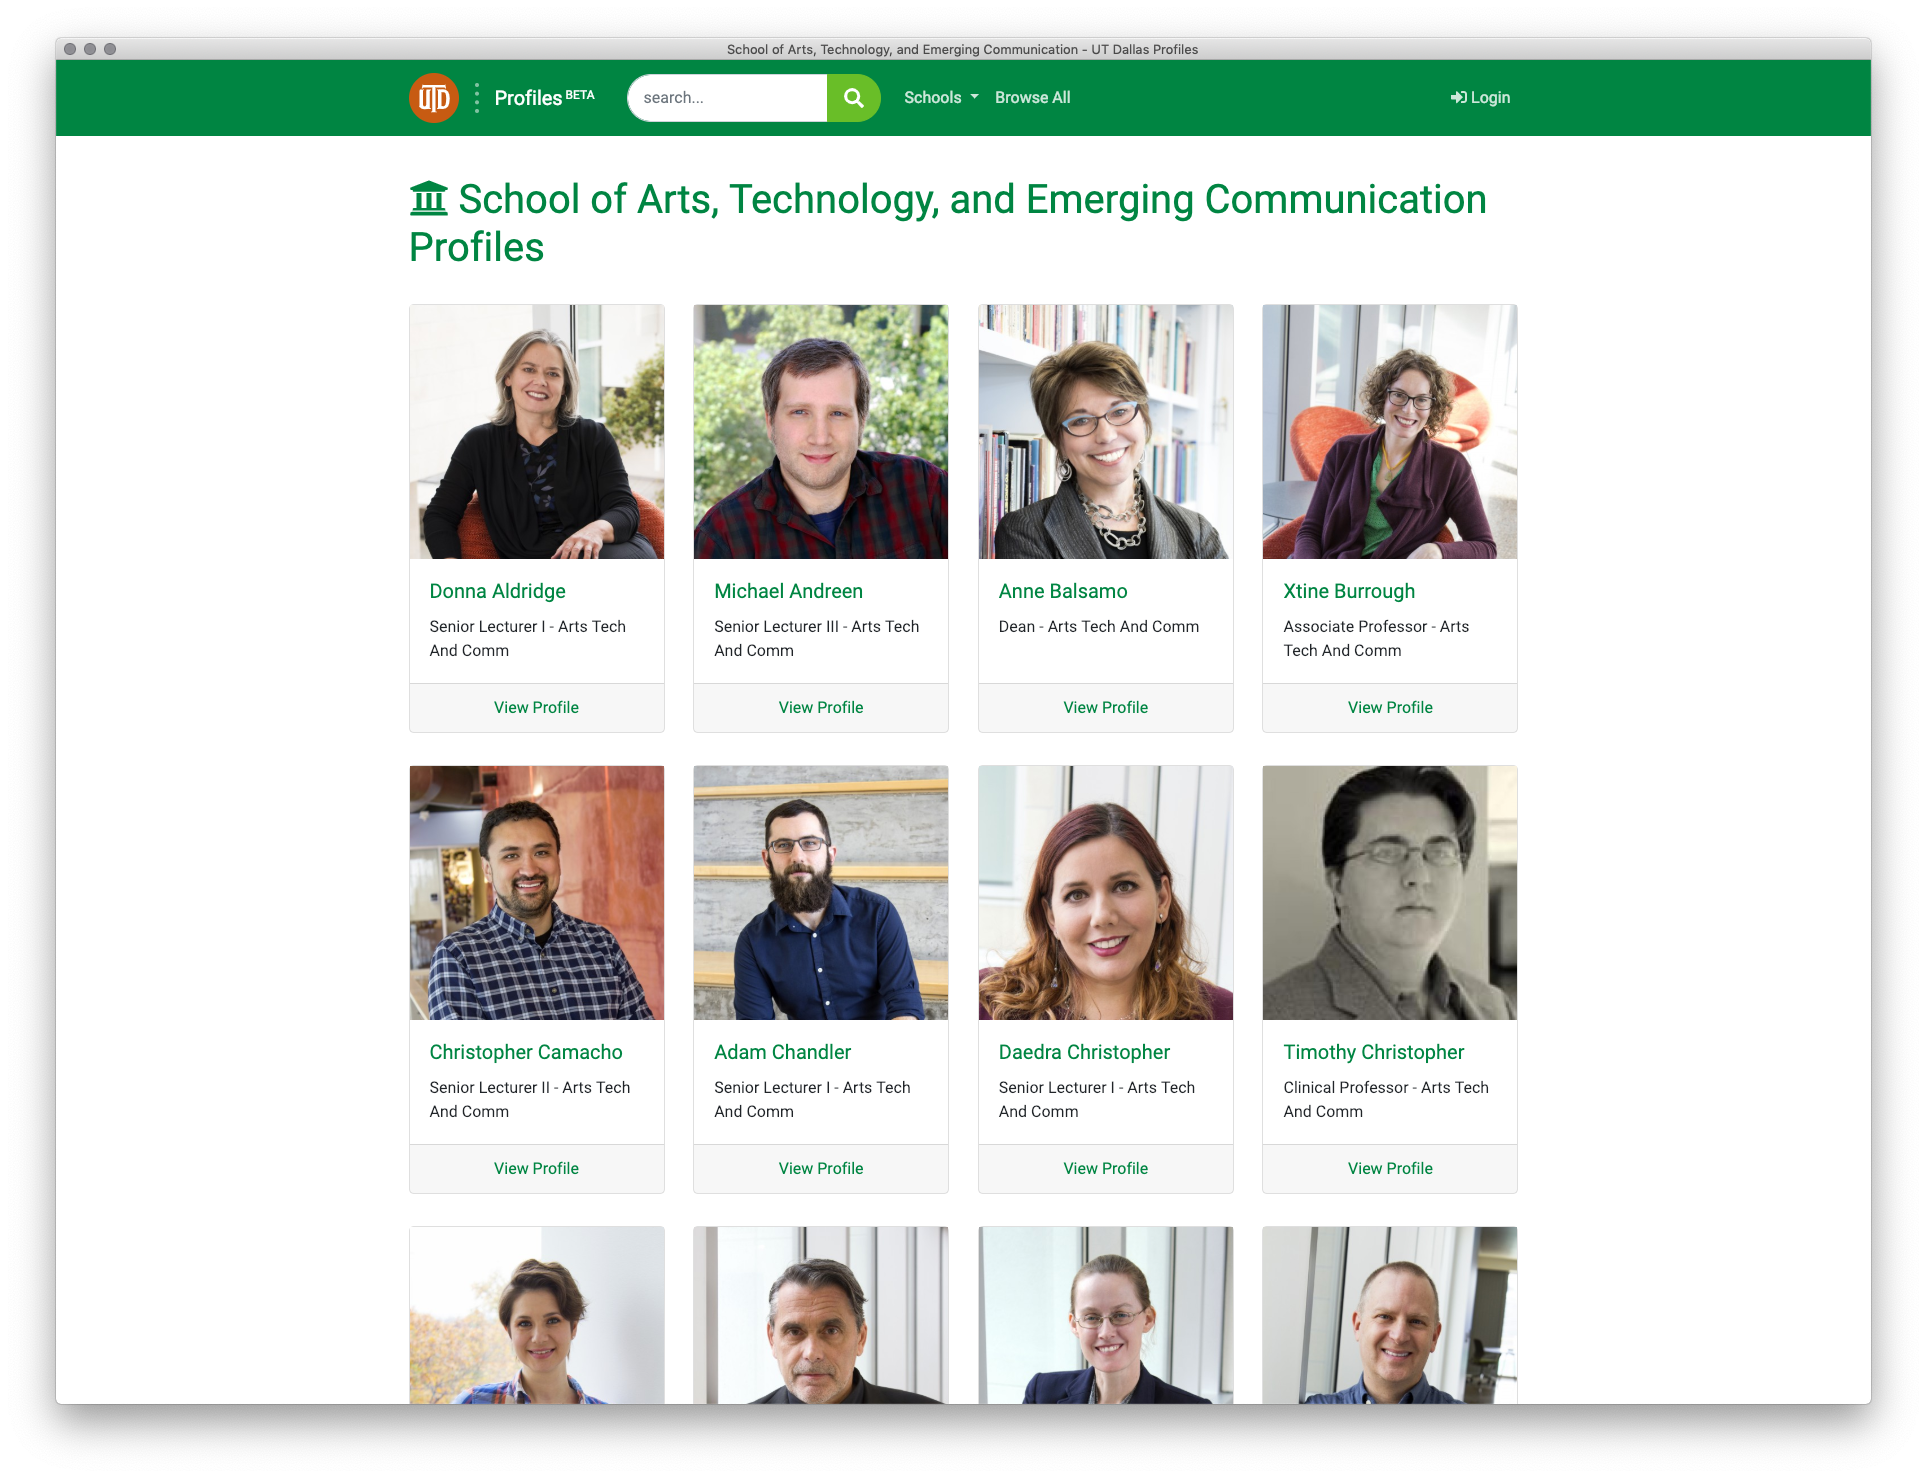 School of Arts, Technology, and Emerging Communication - UT Dallas Profiles
UTD
Profiles BETA
search...
Schools
Browse All
Login
School of Arts, Technology, and Emerging Communication
Profiles
Donna Aldridge
Senior Lecturer I - Arts Tech
And Comm
View Profile
Michael Andreen
Senior Lecturer III - Arts Tech
And Comm
View Profile
Anne Balsamo
Dean - Arts Tech And Comm
View Profile
Xtine Burrough
Associate Professor - Arts
Tech And Comm
View Profile
Christopher Camacho
Senior Lecturer II - Arts Tech
And Comm
View Profile
Adam Chandler
Senior Lecturer I - Arts Tech
And Comm
View Profile
Daedra Christopher
Senior Lecturer I - Arts Tech
And Comm
View Profile
Timothy Christopher
Clinical Professor - Arts Tech
And Comm
View Profile